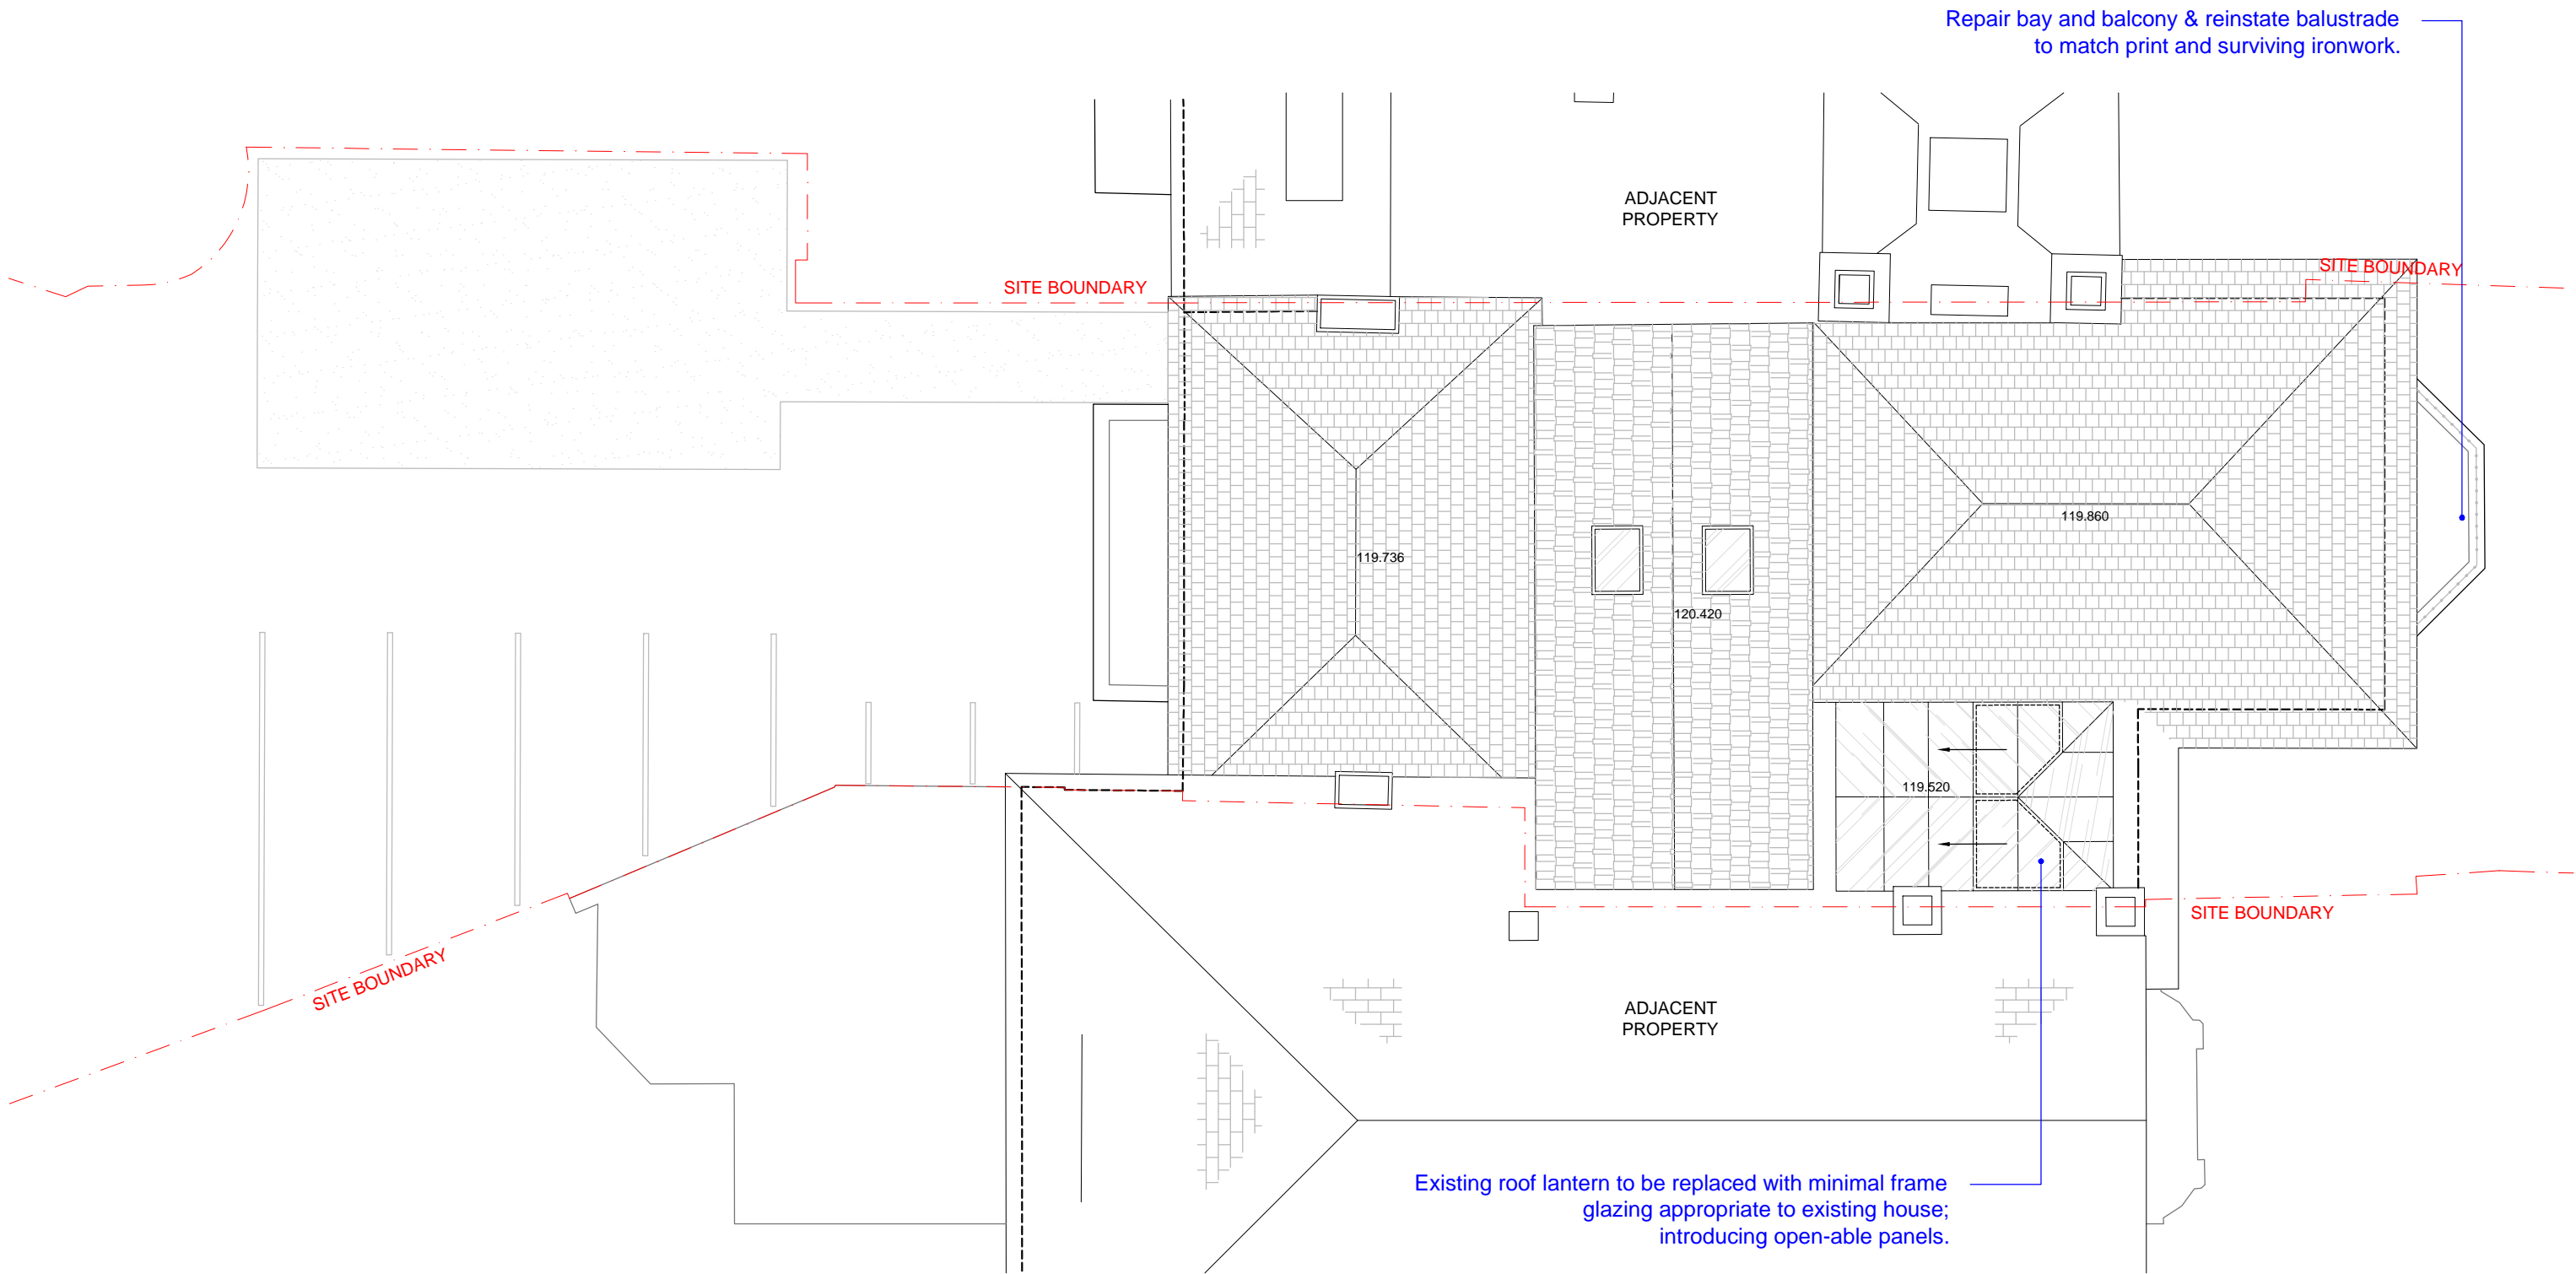 Repair bay and balcony & reinstate balustrade
to match print and surviving ironwork.
ADJACENT
PROPERTY
SITE BOUNDARY
SITE BOUNDARY
119.860
119.736
120.420
119.520
SITE BOUNDARY
SITE BOUNDARY
ADJACENT
PROPERTY
Existing roof lantern to be replaced with minimal frame
glazing appropriate to existing house;
introducing open-able panels.